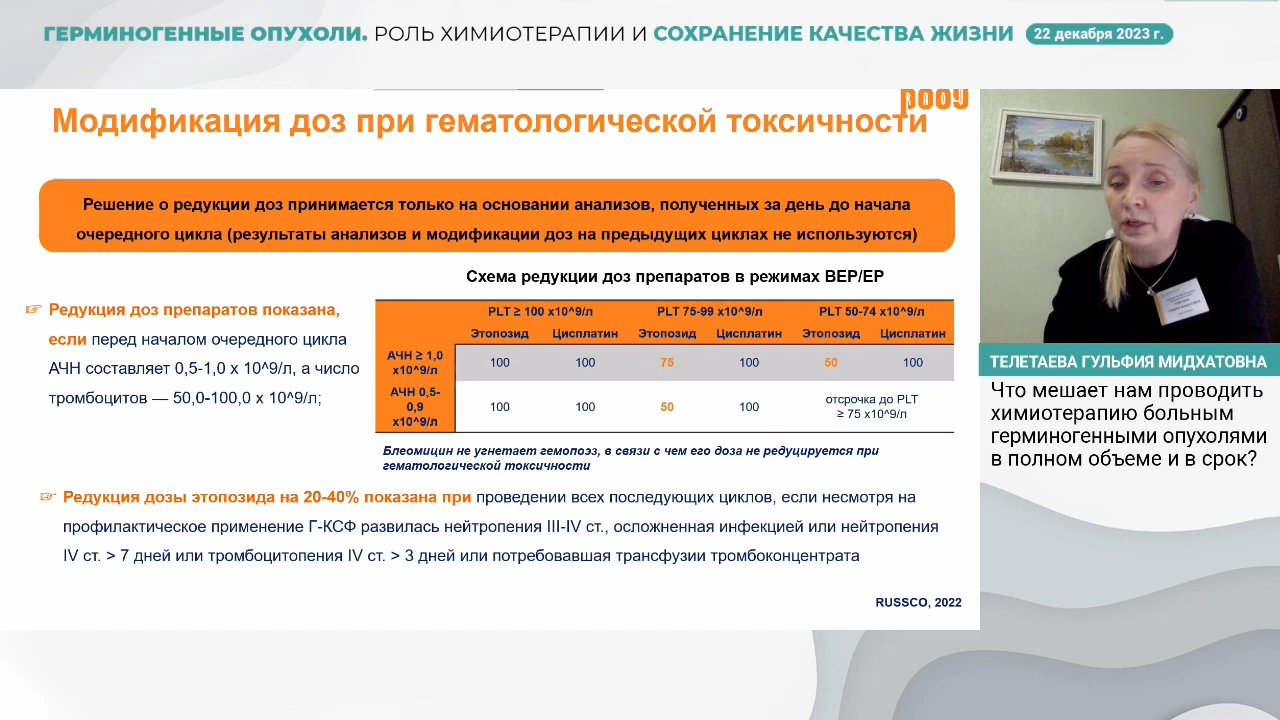 ГЕРМИНОГЕННЫЕ ОПУХОЛИ. РОЛЬ ХИМИОТЕРАПИИ И СОХРАНЕНИЕ КАЧЕСТВА ЖИЗНИ 22 декабря 2023 г.
Модификация доз при гематологической токсичности
Решение о редукции доз принимается только на основании анализов, полученных за день до начала
очередного цикла (результаты анализов и модификации доз на предыдущих циклах не используются)
Схема редукции доз препаратов в режимах BEP/EP
☞ Редукция доз препаратов показана,
если перед началом очередного цикла
АЧН составляет 0,5-1,0 х 10^9/л, а число
тромбоцитов — 50,0-100,0 х 10^9/л;
PLT ≥ 100 x10^9/л PLT 75-99 x10^9/л PLT 50-74 x10^9/л
Этопозид Цисплатин Этопозид Цисплатин Этопозид Цисплатин
АЧН ≥ 1,0
x10^9/л
100 100 75 100 50 100
АЧН 0,5-
0,9
x10^9/л
100 100 50 100 отсрочка до PLT
≥ 75 x10^9/л
Блеомицин не угнетает гемопоэз, в связи с чем его доза не редуцируется при
гематологической токсичности
☞ Редукция дозы этопозида на 20-40% показана при проведении всех последующих циклов, если несмотря на
профилактическое применение Г-КСФ развилась нейтропения III-IV ст., осложненная инфекцией или нейтропения
IV ст. > 7 дней или тромбоцитопения IV ст. > 3 дней или потребовавшая трансфузии тромбоконцентрата
RUSSCO, 2022
ТЕЛЕТАЕВА ГУЛЬФИЯ МИДХАТОВНА
Что мешает нам проводить
химиотерапию больным
герминогенными опухолями
в полном объеме и в срок?